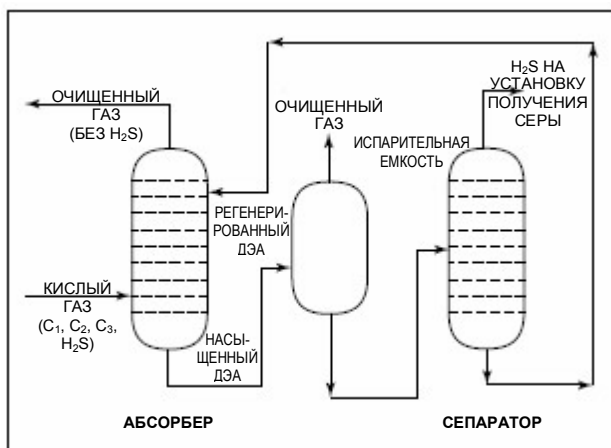 ОЧИЩЕННЫЙ
ГАЗ
(БЕЗ H₂S)
ОЧИЩЕННЫЙ
ГАЗ
ИСПАРИТЕЛЬНАЯ
ЕМКОСТЬ
H₂S НА
УСТАНОВКУ
ПОЛУЧЕНИЯ
СЕРЫ
РЕГЕНЕРИ-
РОВАННЫЙ
ДЭА
КИСЛЫЙ
ГАЗ
(C₁, C₂, C₃,
H₂S)
НАСЫ-
ЩЕННЫЙ
ДЭА
АБСОРБЕР
СЕПАРАТОР